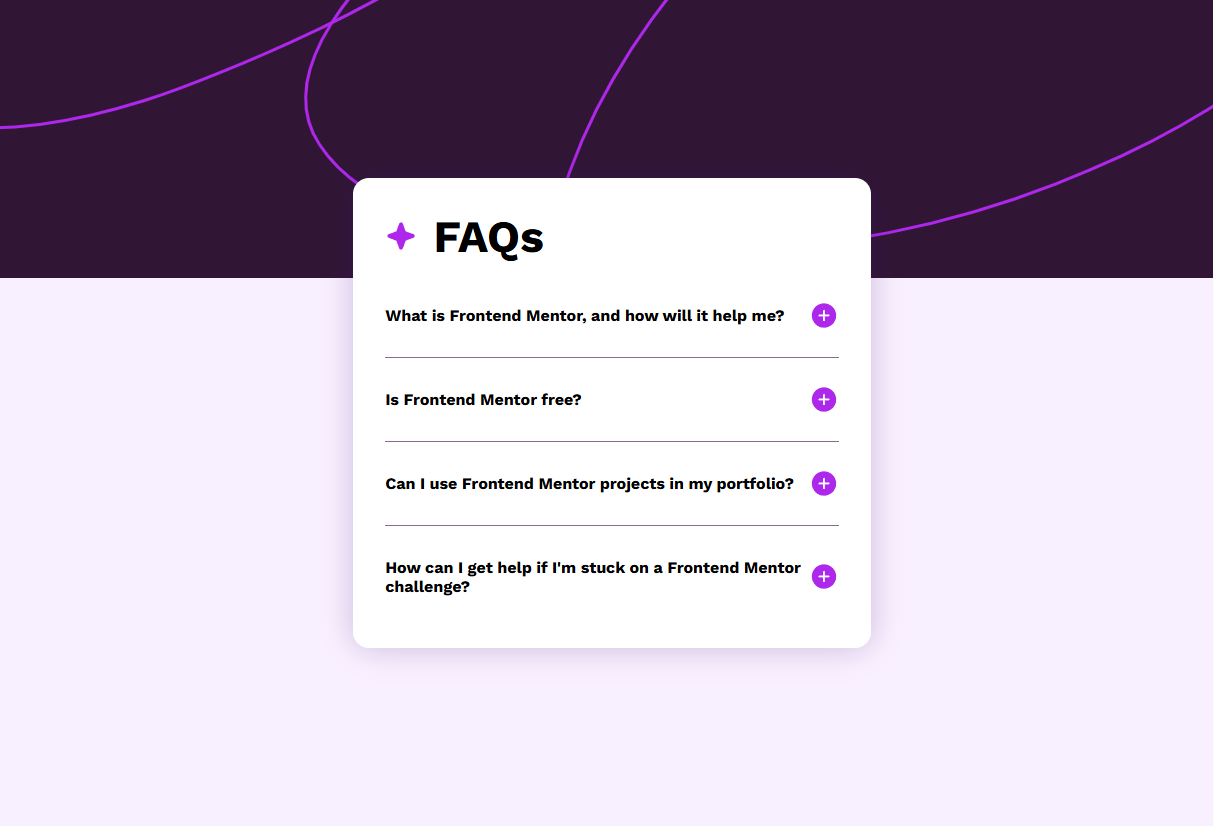 FAQs
What is Frontend Mentor, and how will it help me?
Is Frontend Mentor free?
Can I use Frontend Mentor projects in my portfolio?
How can I get help if I'm stuck on a Frontend Mentor
challenge?